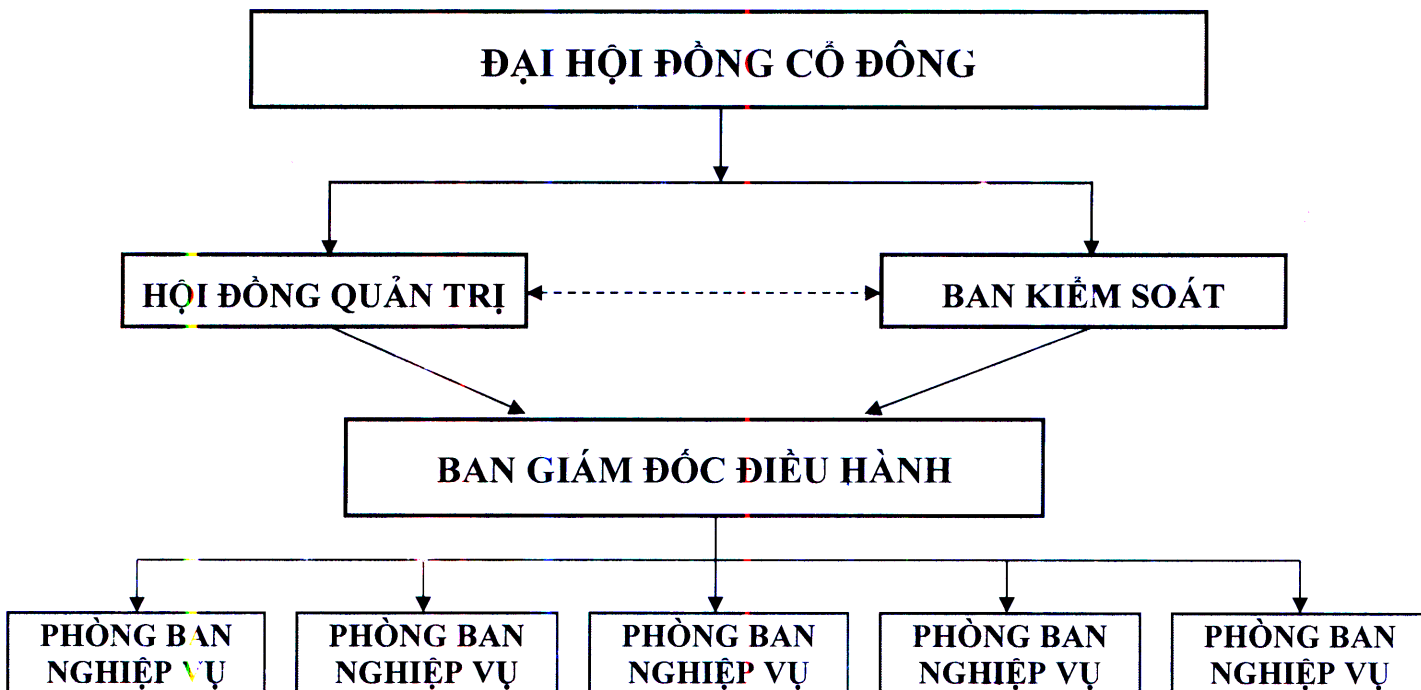 ĐẠI HỘI ĐỒNG CỔ ĐÔNG
HỘI ĐỒNG QUẢN TRỊ
BAN KIỂM SOÁT
BAN GIÁM ĐỐC ĐIỀU HÀNH
PHÒNG BAN
NGHIỆP VỤ
PHÒNG BAN
NGHIỆP VỤ
PHÒNG BAN
NGHIỆP VỤ
PHÒNG BAN
NGHIỆP VỤ
PHÒNG BAN
NGHIỆP VỤ